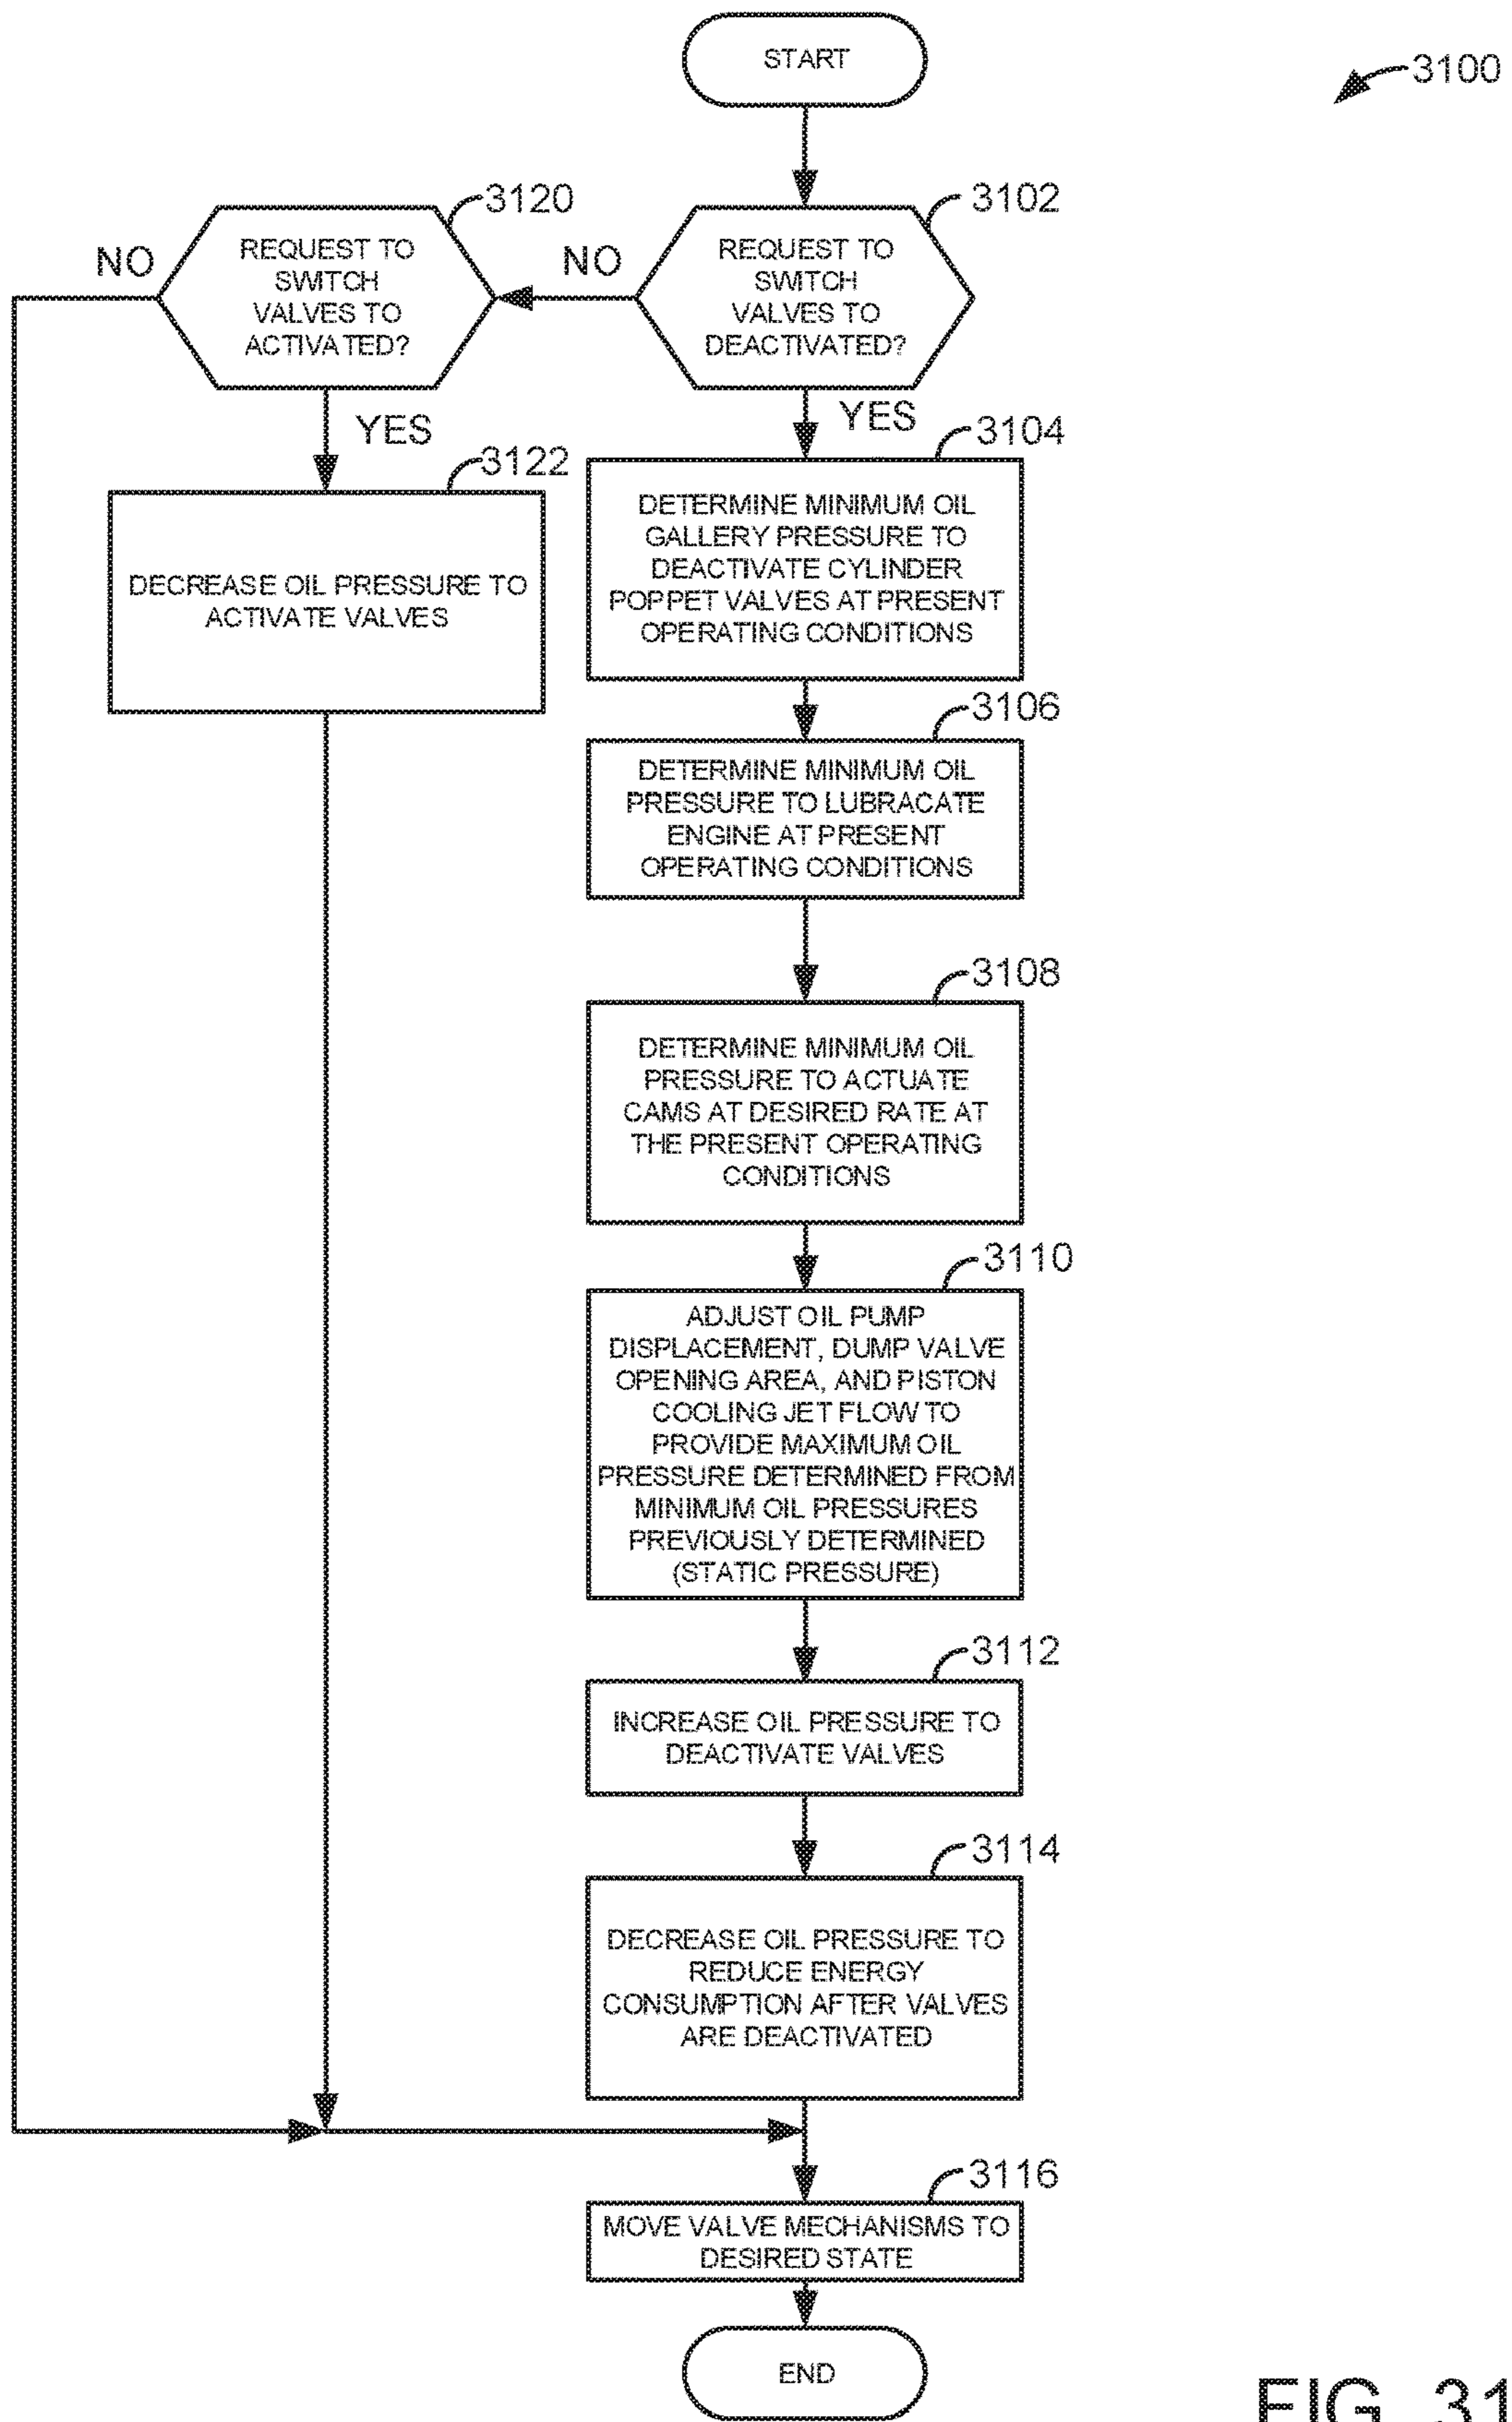 START
3100
3120
3102
REQUEST TO
SWITCH
VALVES TO
ACTIVATED?
NO
REQUEST TO
SWITCH
VALVES TO
DEACTIVATED?
NO
YES
YES
3122
DECREASE OIL PRESSURE TO
ACTIVATE VALVES
3104
DETERMINE MINIMUM OIL
GALLERY PRESSURE TO
DEACTIVATE CYLINDER
POPPET VALVES AT PRESENT
OPERATING CONDITIONS
3106
DETERMINE MINIMUM OIL
PRESSURE TO LUBRACATE
ENGINE AT PRESENT
OPERATING CONDITIONS
3108
DETERMINE MINIMUM OIL
PRESSURE TO ACTUATE
CAMS AT DESIRED RATE AT
THE PRESENT OPERATING
CONDITIONS
3110
ADJUST OIL PUMP
DISPLACEMENT, DUMP VALVE
OPENING AREA, AND PISTON
COOLING JET FLOW TO
PROVIDE MAXIMUM OIL
PRESSURE DETERMINED FROM
MINIMUM OIL PRESSURES
PREVIOUSLY DETERMINED
(STATIC PRESSURE)
3112
INCREASE OIL PRESSURE TO
DEACTIVATE VALVES
3114
DECREASE OIL PRESSURE TO
REDUCE ENERGY
CONSUMPTION AFTER VALVES
ARE DEACTIVATED
3116
MOVE VALVE MECHANISMS TO
DESIRED STATE
END
FIG. 31